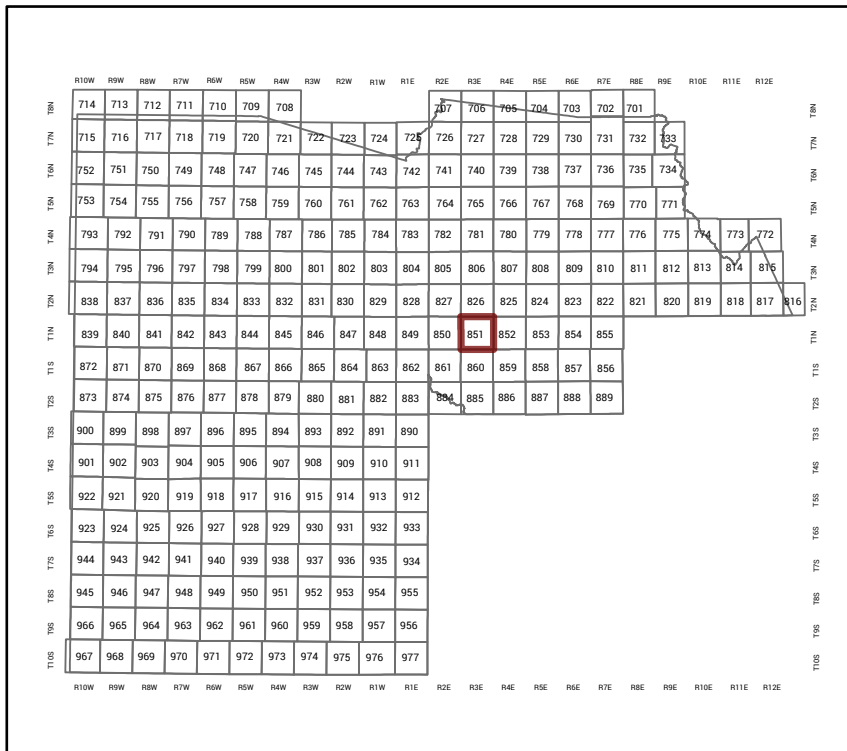 R10W R9W R8W R7W R6W R5W R4W R3W R2W R1W R1E R2E R3E R4E R5E R6E R7E R8E R9E R10E R11E R12E
T8N 714 713 712 711 710 709 708 707 706 705 704 703 702 701 T8N
T7N 715 716 717 718 719 720 721 722 723 724 725 726 727 728 729 730 731 732 733 T7N
T6N 752 751 750 749 748 747 746 745 744 743 742 741 740 739 738 737 736 735 734 T6N
T5N 753 754 755 756 757 758 759 760 761 762 763 764 765 766 767 768 769 770 771 T5N
T4N 793 792 791 790 789 788 787 786 785 784 783 782 781 780 779 778 777 776 775 774 773 772 T4N
T3N 794 795 796 797 798 799 800 801 802 803 804 805 806 807 808 809 810 811 812 813 814 815 T3N
T2N 838 837 836 835 834 833 832 831 830 829 828 827 826 825 824 823 822 821 820 819 818 817 816 T2N
T1N 839 840 841 842 843 844 845 846 847 848 849 850 851 852 853 854 855 T1N
T1S 872 871 870 869 868 867 866 865 864 863 862 861 860 859 858 857 856 T1S
T2S 873 874 875 876 877 878 879 880 881 882 883 884 885 886 887 888 889 T2S
T3S 900 899 898 897 896 895 894 893 892 891 890 T3S
T4S 901 902 903 904 905 906 907 908 909 910 911 T4S
T5S 922 921 920 919 918 917 916 915 914 913 912 T5S
T6S 923 924 925 926 927 928 929 930 931 932 933 T6S
T7S 944 943 942 941 940 939 938 937 936 935 934 T7S
T8S 945 946 947 948 949 950 951 952 953 954 955 T8S
T9S 966 965 964 963 962 961 960 959 958 957 956 T9S
T10S 967 968 969 970 971 972 973 974 975 976 977 T10S
R10W R9W R8W R7W R6W R5W R4W R3W R2W R1W R1E R2E R3E R4E R5E R6E R7E R8E R9E R10E R11E R12E